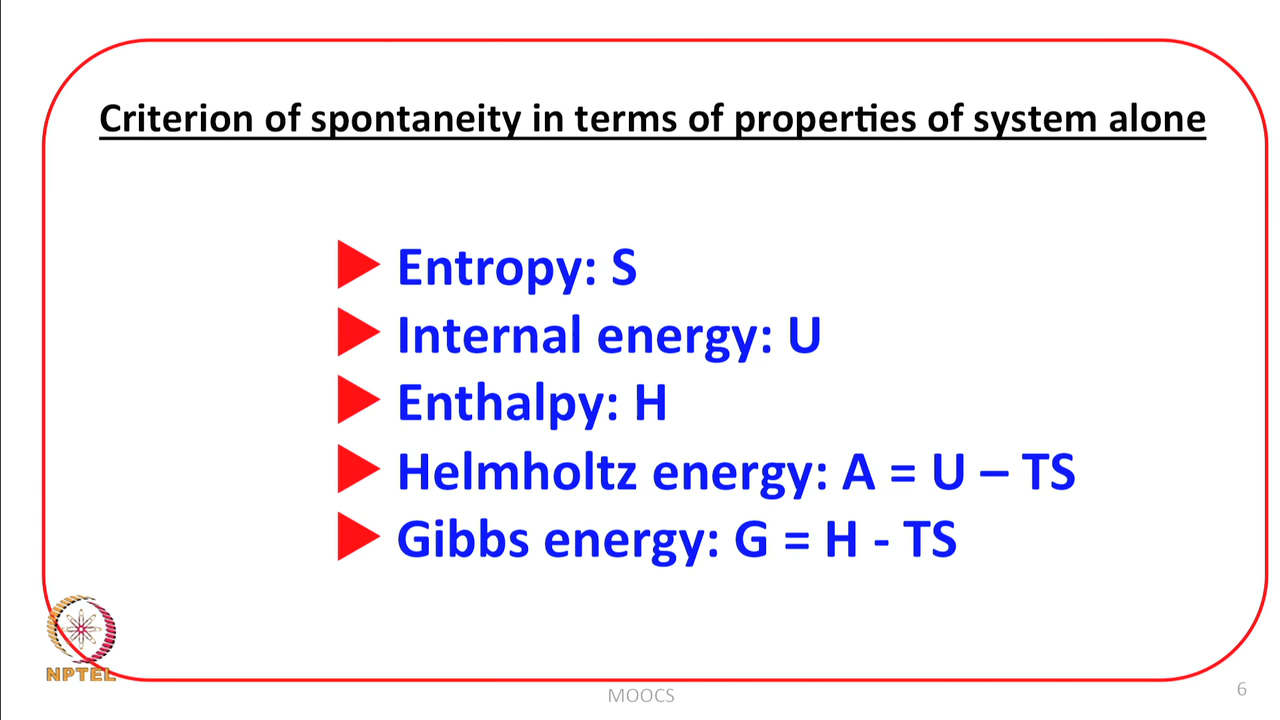 Criterion of spontaneity in terms of properties of system alone
Entropy: S
Internal energy: U
Enthalpy: H
Helmholtz energy: A = U – TS
Gibbs energy: G = H - TS
NPTEL
MOOCS
6